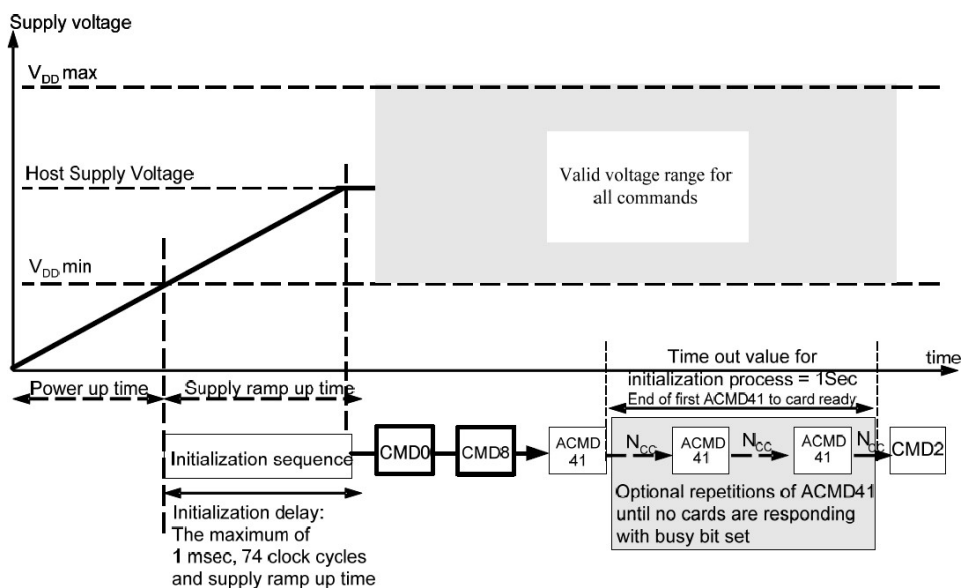 Supply voltage
V_DD max
Host Supply Voltage
Valid voltage range for
all commands
V_DD min
time
Time out value for
initialization process = 1Sec
End of first ACMD41 to card ready
Power up time
Supply ramp up time
Initialization sequence
CMD0
CMD8
ACMD
41
N_CC
ACMD
41
N_CC
ACMD
41
N_CC
CMD2
Optional repetitions of ACMD41
until no cards are responding
with busy bit set
Initialization delay:
The maximum of
1 msec, 74 clock cycles
and supply ramp up time